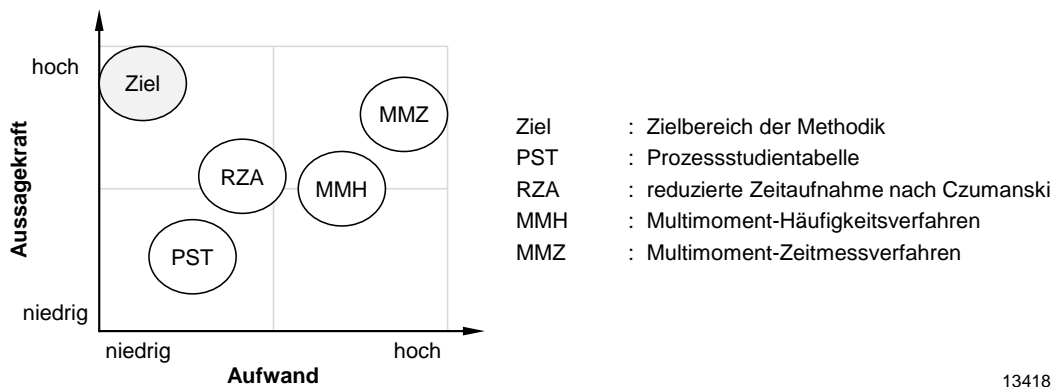 hoch
Ziel
MMZ
RZA
MMH
PST
niedrig
Aussagekraft
niedrig hoch
Aufwand
Ziel : Zielbereich der Methodik
PST : Prozessstudientabelle
RZA : reduzierte Zeitaufnahme nach Czumanski
MMH : Multimoment-Häufigkeitsverfahren
MMZ : Multimoment-Zeitmessverfahren
13418